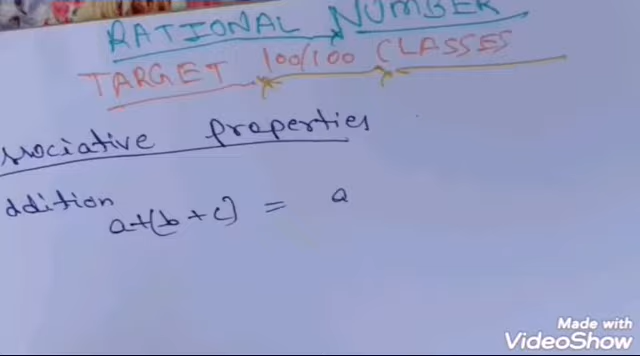 RATIONAL NUMBER
TARGET 100/100 CLASSES
ssociative properties
ddition
a+(b+c) = a
Made with
VideoShow